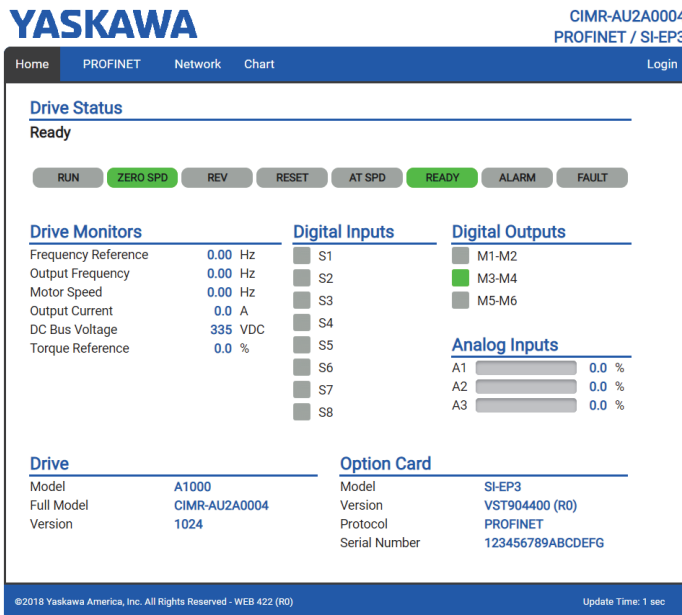 YASKAWA
CIMR-AU2A0004
PROFINET / SI-EP3
Home PROFINET Network Chart Login
Drive Status
Ready
RUN ZERO SPD REV RESET AT SPD READY ALARM FAULT
Drive Monitors
Frequency Reference 0.00 Hz
Output Frequency 0.00 Hz
Motor Speed 0.00 Hz
Output Current 0.0 A
DC Bus Voltage 335 VDC
Torque Reference 0.0 %
Digital Inputs
S1
S2
S3
S4
S5
S6
S7
S8
Digital Outputs
M1-M2
M3-M4
M5-M6
Analog Inputs
A1 0.0 %
A2 0.0 %
A3 0.0 %
Drive
Model A1000
Full Model CIMR-AU2A0004
Version 1024
Option Card
Model SI-EP3
Version VST904400 (R0)
Protocol PROFINET
Serial Number 123456789ABCDEFG
©2018 Yaskawa America, Inc. All Rights Reserved - WEB 422 (R0) Update Time: 1 sec